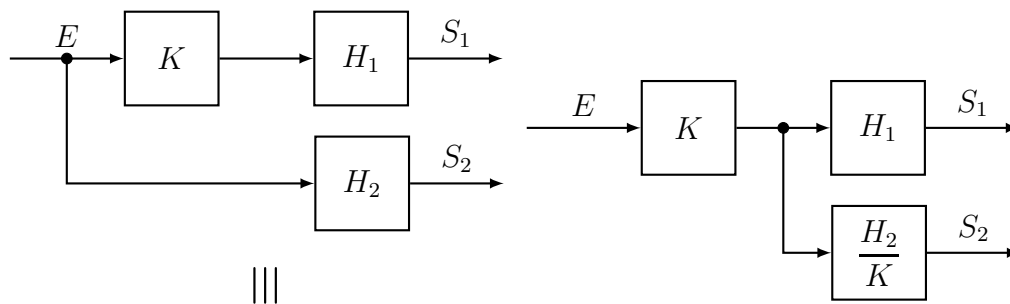 E K H₁ S₁
H₂ S₂
|||
E K H₁ S₁
H₂/K S₂